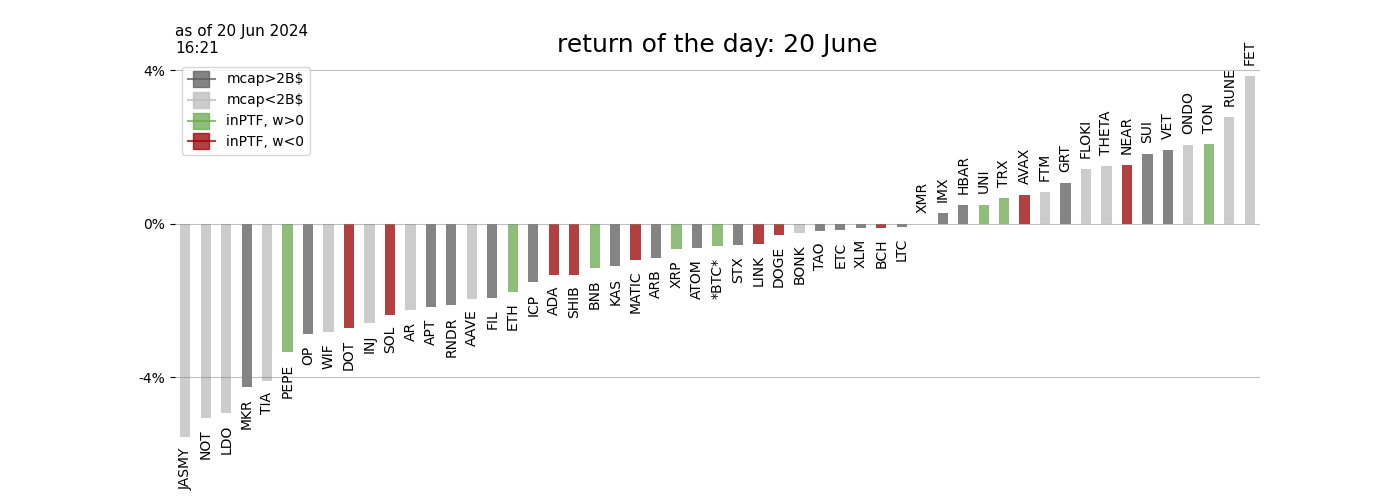 as of 20 Jun 2024
16:21
return of the day: 20 June
4%
0%
-4%
mcap>2B$
mcap<2B$
inPTF, w>0
inPTF, w<0
JASMY
NOT
LDO
MKR
TIA
PEPE
OP
WIF
DOT
INJ
SOL
AR
APT
RNDR
AAVE
FIL
ETH
ICP
ADA
SHIB
BNB
KAS
MATIC
ARB
XRP
ATOM
*BTC*
STX
LINK
DOGE
BONK
TAO
ETC
XLM
BCH
LTC
XMR
IMX
HBAR
UNI
TRX
AVAX
FTM
GRT
FLOKI
THETA
NEAR
SUI
VET
ONDO
TON
RUNE
FET